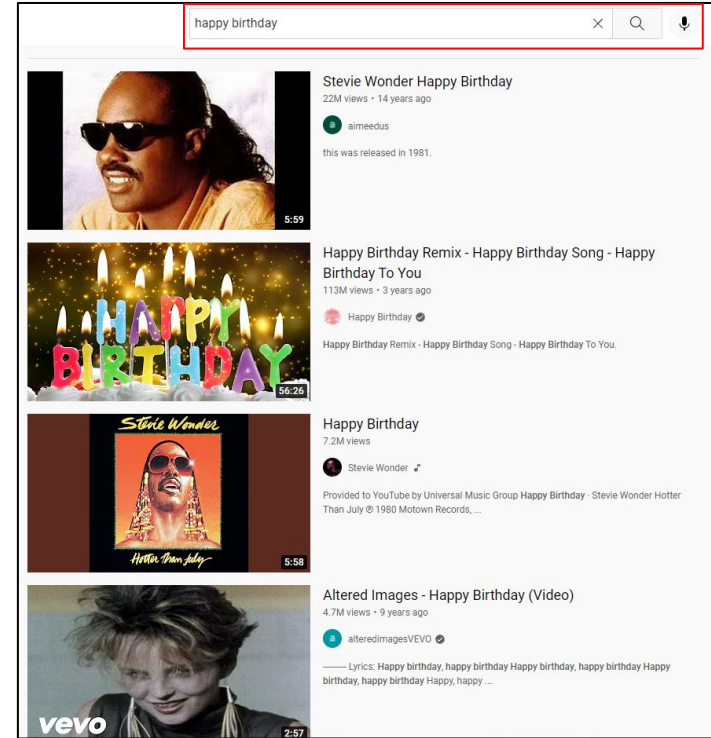 happy birthday
Stevie Wonder Happy Birthday
22M views • 14 years ago
a aimeedus
this was released in 1981.
5:59
Happy Birthday Remix - Happy Birthday Song - Happy
Birthday To You
113M views • 3 years ago
Happy Birthday
Happy Birthday Remix - Happy Birthday Song - Happy Birthday To You.
HAPPY
BIRTHDAY
56:26
Happy Birthday
7.2M views
Stevie Wonder
Provided to YouTube by Universal Music Group Happy Birthday · Stevie Wonder Hotter
Than July ℗ 1980 Motown Records, ...
Stevie Wonder
Hotter Than July
5:58
Altered Images - Happy Birthday (Video)
4.7M views • 9 years ago
a alteredimagesVEVO
--------- Lyrics: Happy birthday, happy birthday Happy birthday, happy birthday Happy
birthday, happy birthday Happy, happy ...
vevo
2:57